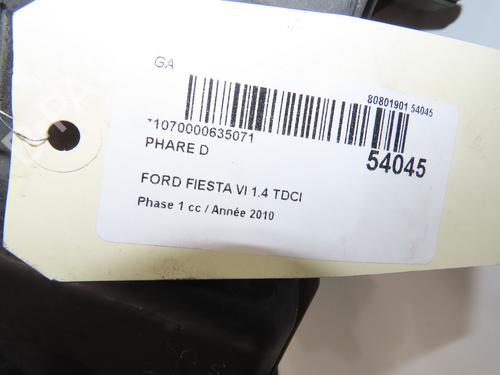 GA
80801901 54045
*1070000635071
54045
PHARE D
FORD FIESTA VI 1.4 TDCI
Phase 1 cc / Année 2010